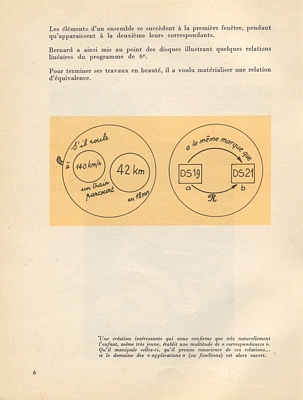 Les éléments d'un ensemble se succèdent à la première fenêtre, pendant
qu'apparaissent à la deuxième leurs correspondants.
Bernard a ainsi mis au point des disques illustrant quelques relations
linéaires du programme de 6e.
Pour terminer ses travaux en beauté, il a voulu matérialiser une relation
d'équivalence.
S'il roule
à
140 km/h
un train
parcourt
42 km
en 18mn
a la même marque que
DS19
DS21
a
b
R
Une création intéressante qui nous confirme que très naturellement
l'enfant, même très jeune, établit une multitude de « correspondances ».
Qu'il manipule celles-ci, qu'il prenne conscience de ces relations...
et le domaine des « applications » (ou fonctions) est alors ouvert.
6